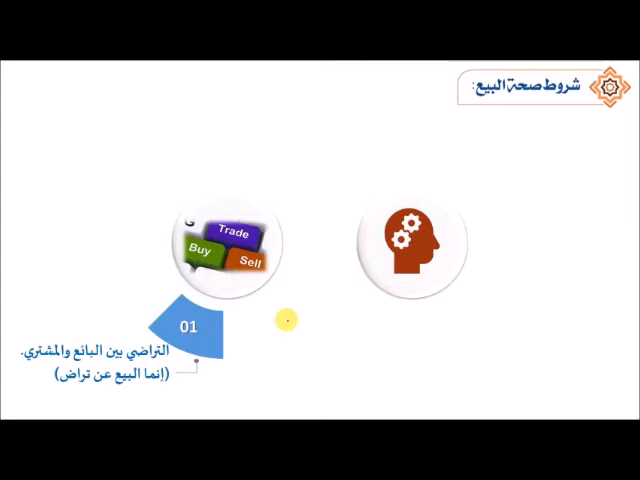 شروط صحة البيع:
G
Trade
Buy
Sell
01
التراضي بين البائع والمشتري.
(إنما البيع عن تراض)